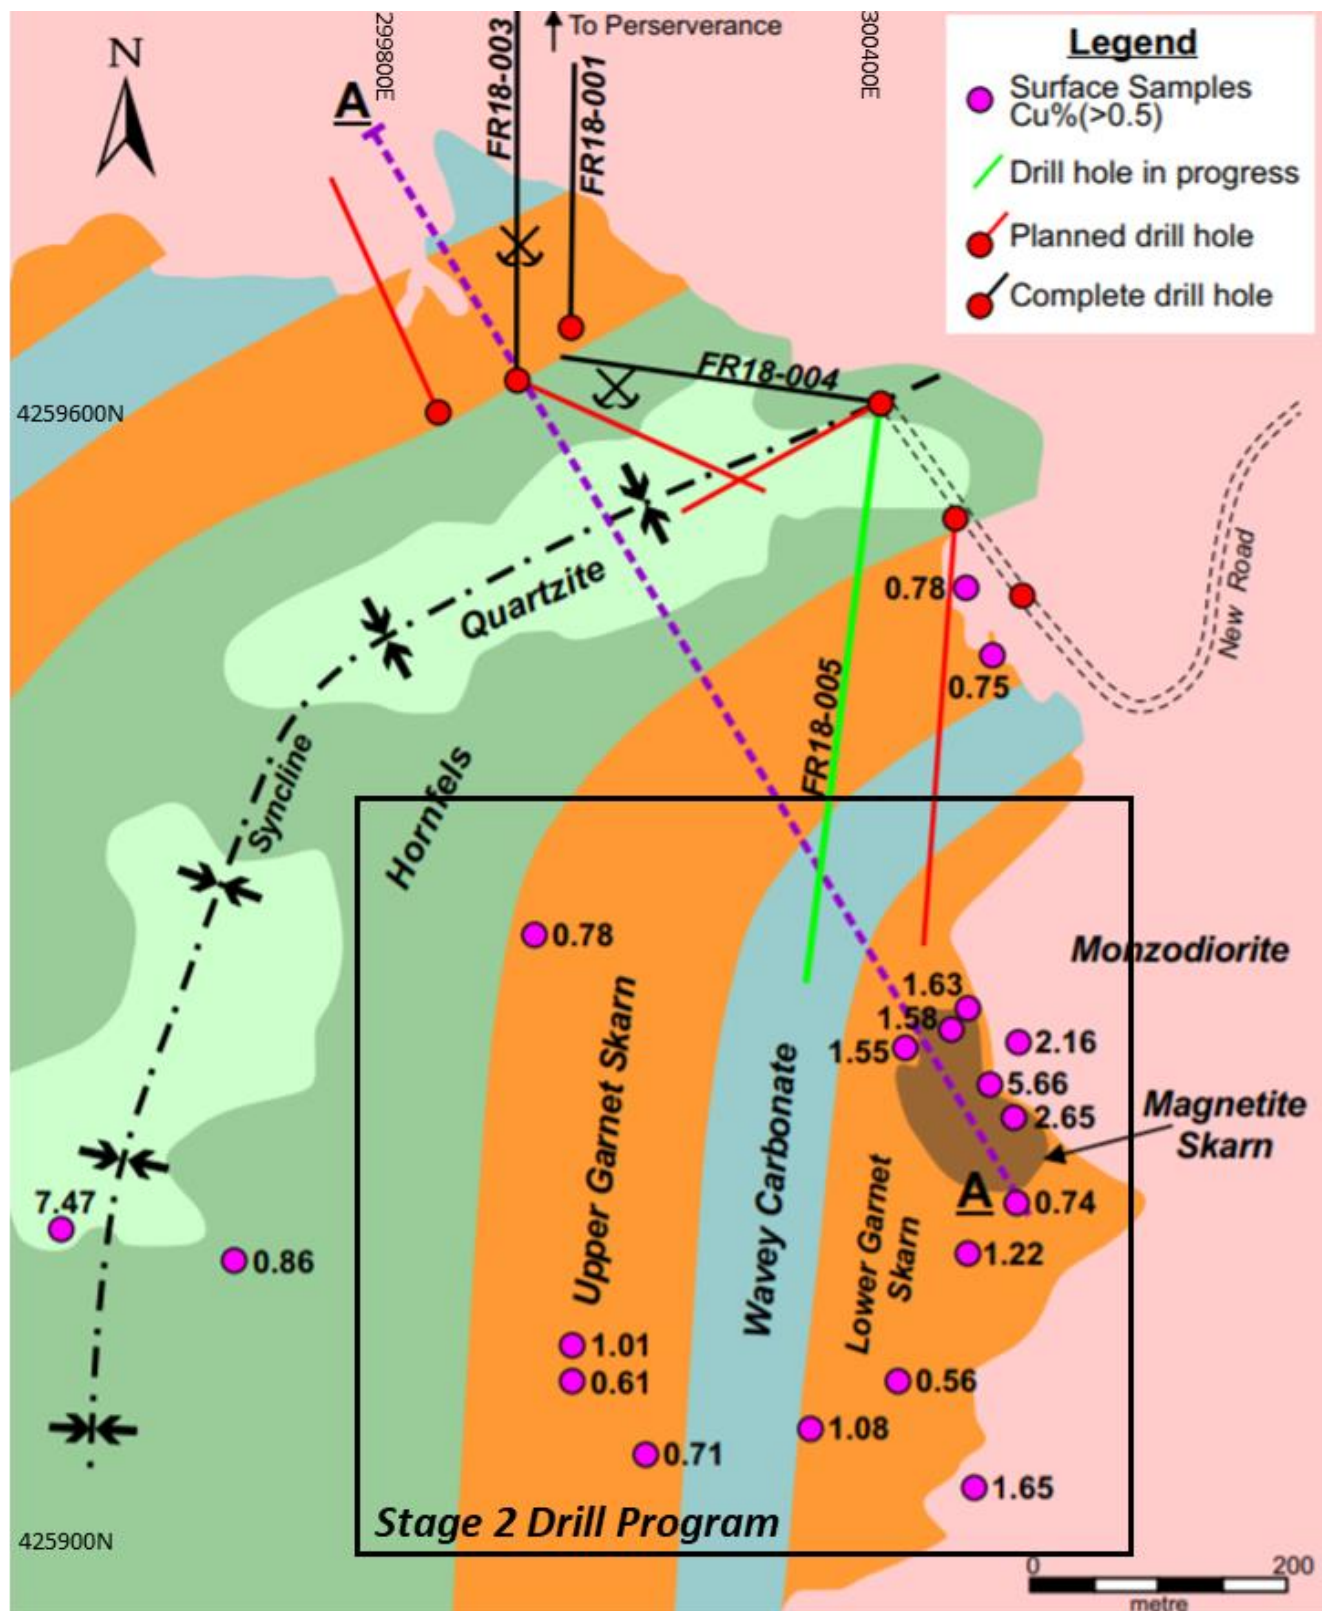 N
A
299800E
FR18-003
To Perserverance
FR18-001
300400E
Legend
Surface Samples
Cu%(>0.5)
Drill hole in progress
Planned drill hole
Complete drill hole
FR18-004
4259600N
Quartzite
0.78
0.75
New Road
FR18-005
Syncline
Hornfels
0.78
Monzodiorite
1.63
1.58
1.55
2.16
5.66
2.65
Magnetite
Skarn
Upper Garnet Skarn
Wavey Carbonate
Lower Garnet
Skarn
A
0.74
7.47
0.86
1.22
1.01
0.61
0.56
1.08
0.71
1.65
Stage 2 Drill Program
425900N
0 200
metre